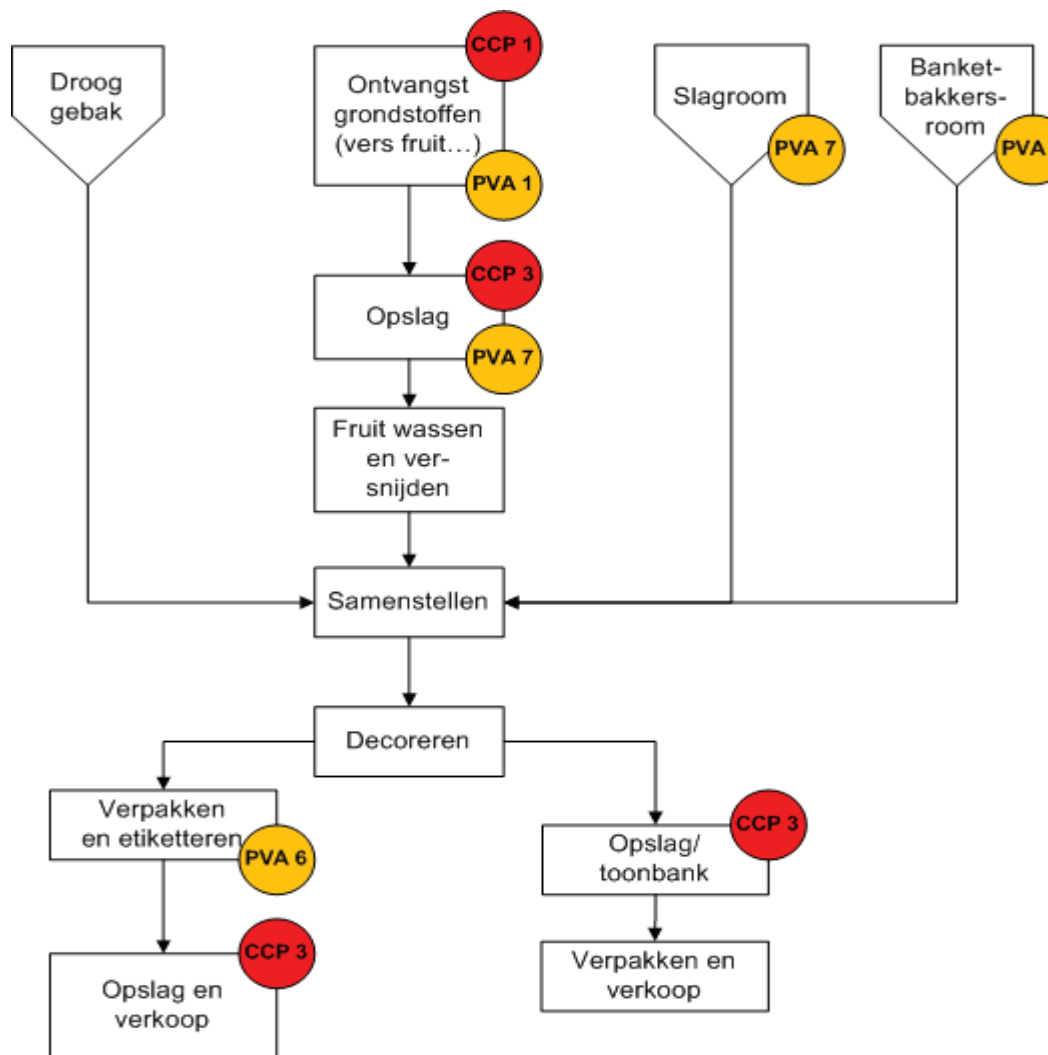 Droog
gebak
CCP 1
Ontvangst
grondstoffen
(vers fruit…)
PVA 1
Slagroom
PVA 7
Banket-
bakkers-
room
PVA
CCP 3
Opslag
PVA 7
Fruit wassen
en ver-
snijden
Samenstellen
Decoreren
Verpakken
en etiketteren
PVA 6
CCP 3
Opslag/
toonbank
CCP 3
Opslag en
verkoop
Verpakken en
verkoop